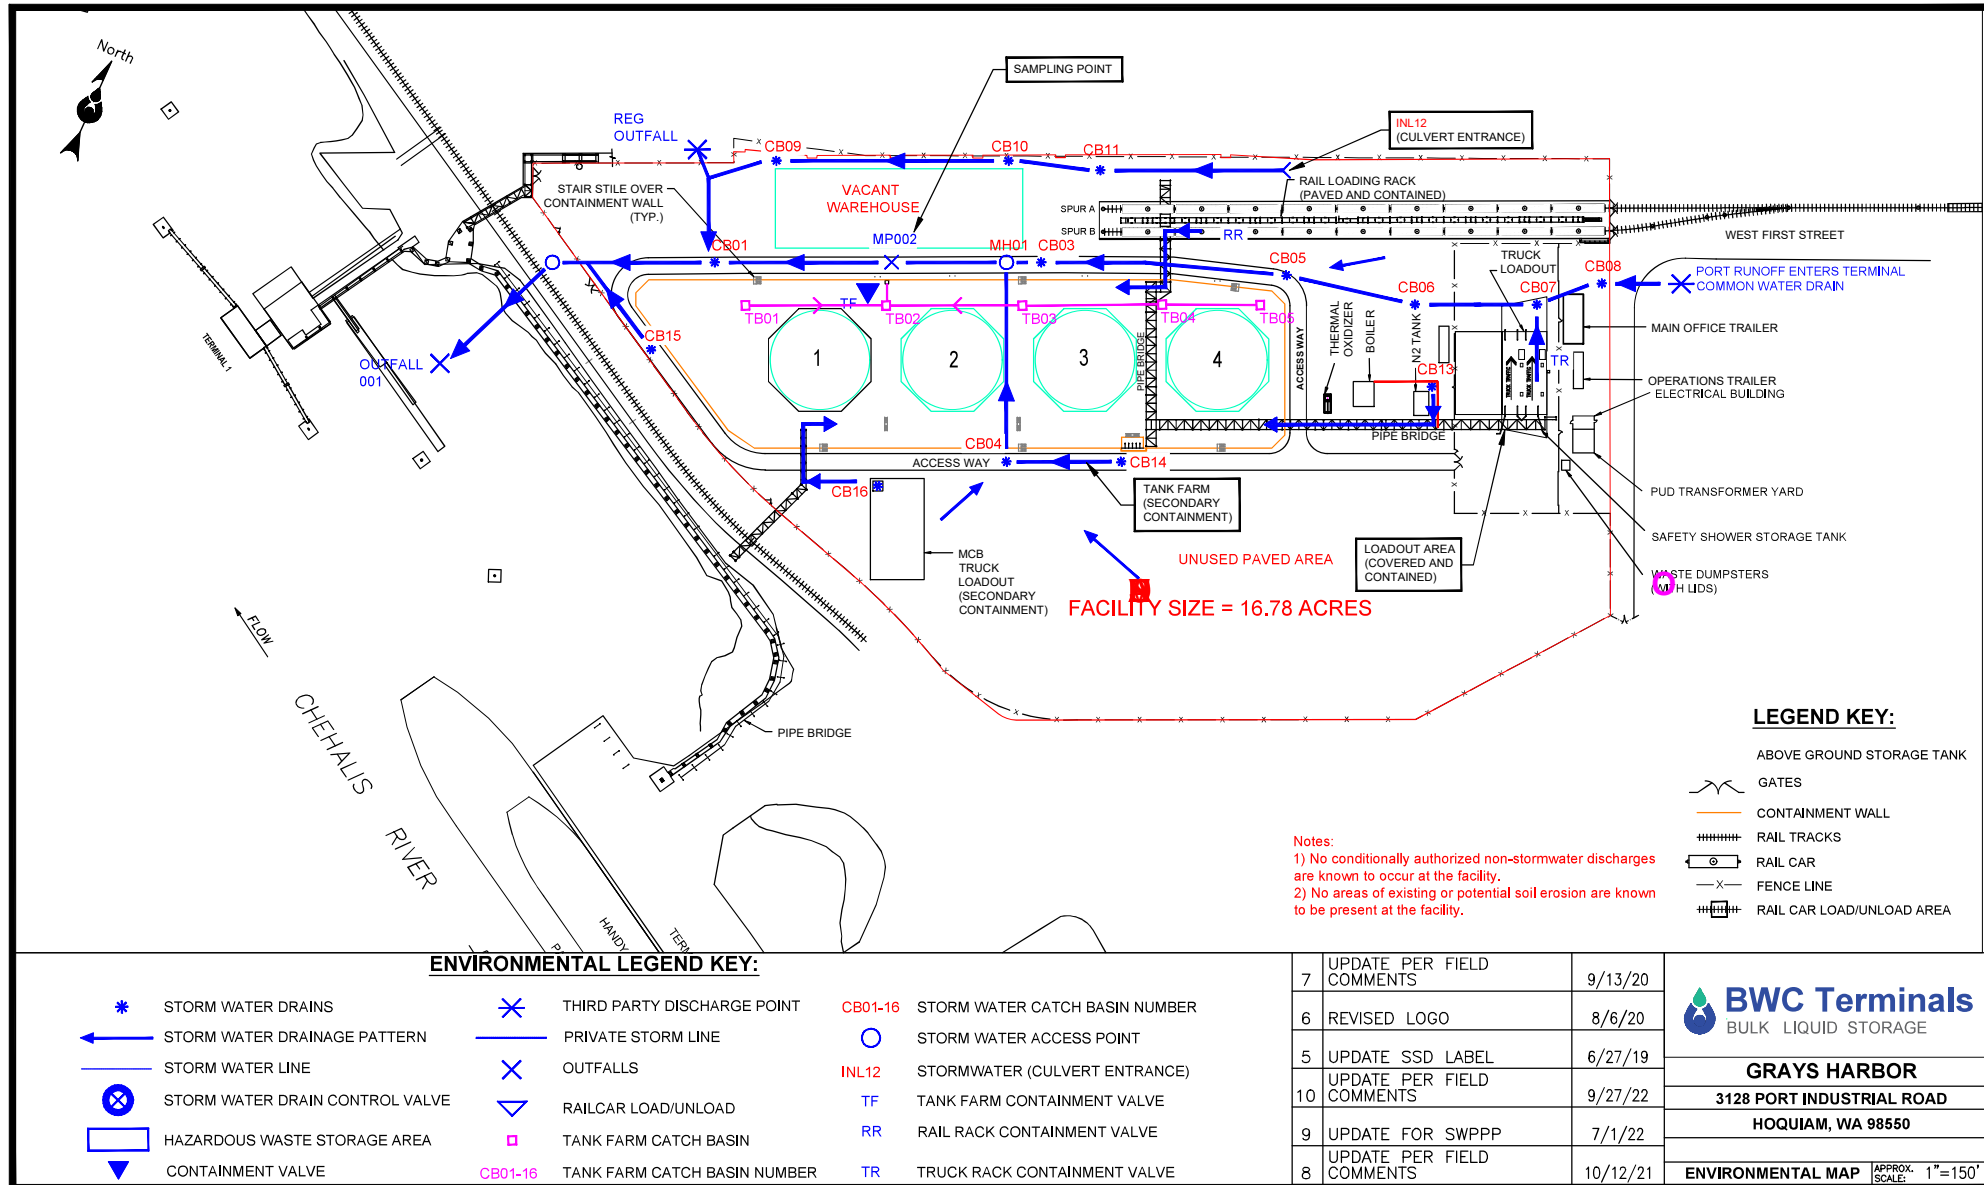 North
SAMPLING POINT
REG
OUTFALL
CB09
CB10
CB11
INL12
(CULVERT ENTRANCE)
STAIR STILE OVER
CONTAINMENT WALL
(TYP.)
VACANT
WAREHOUSE
RAIL LOADING RACK
(PAVED AND CONTAINED)
SPUR A
SPUR B
RR
WEST FIRST STREET
MP002
CB01
MH01
CB03
CB05
TRUCK
LOADOUT
CB08
PORT RUNOFF ENTERS TERMINAL
COMMON WATER DRAIN
CB06
CB07
TF
TB01
TB02
TB03
TB04
TB05
CB15
1
2
3
4
PIPE BRIDGE
ACCESS WAY
THERMAL
OXIDIZER
BOILER
N2 TANK
CB13
TRUCK TRAFFIC
TRUCK TRAFFIC
TR
MAIN OFFICE TRAILER
OPERATIONS TRAILER
ELECTRICAL BUILDING
TERMINAL 1
OUTFALL
001
PIPE BRIDGE
CB04
ACCESS WAY
CB14
CB16
TANK FARM
(SECONDARY
CONTAINMENT)
PUD TRANSFORMER YARD
SAFETY SHOWER STORAGE TANK
LOADOUT AREA
(COVERED AND
CONTAINED)
WASTE DUMPSTERS
(WITH LIDS)
MCB
TRUCK
LOADOUT
(SECONDARY
CONTAINMENT)
UNUSED PAVED AREA
FACILITY SIZE = 16.78 ACRES
FLOW
CHEHALIS
RIVER
PIPE BRIDGE
HANDY
LEGEND KEY:
ABOVE GROUND STORAGE TANK
GATES
CONTAINMENT WALL
RAIL TRACKS
RAIL CAR
FENCE LINE
RAIL CAR LOAD/UNLOAD AREA
Notes:
1) No conditionally authorized non-stormwater discharges
are known to occur at the facility.
2) No areas of existing or potential soil erosion are known
to be present at the facility.
ENVIRONMENTAL LEGEND KEY:
STORM WATER DRAINS
STORM WATER DRAINAGE PATTERN
STORM WATER LINE
STORM WATER DRAIN CONTROL VALVE
HAZARDOUS WASTE STORAGE AREA
CONTAINMENT VALVE
THIRD PARTY DISCHARGE POINT
PRIVATE STORM LINE
OUTFALLS
RAILCAR LOAD/UNLOAD
TANK FARM CATCH BASIN
CB01-16 TANK FARM CATCH BASIN NUMBER
CB01-16 STORM WATER CATCH BASIN NUMBER
STORM WATER ACCESS POINT
INL12 STORMWATER (CULVERT ENTRANCE)
TF TANK FARM CONTAINMENT VALVE
RR RAIL RACK CONTAINMENT VALVE
TR TRUCK RACK CONTAINMENT VALVE
7 UPDATE PER FIELD COMMENTS 9/13/20
6 REVISED LOGO 8/6/20
5 UPDATE SSD LABEL 6/27/19
10 UPDATE PER FIELD COMMENTS 9/27/22
9 UPDATE FOR SWPPP 7/1/22
8 UPDATE PER FIELD COMMENTS 10/12/21
BWC Terminals
BULK LIQUID STORAGE
GRAYS HARBOR
3128 PORT INDUSTRIAL ROAD
HOQUIAM, WA 98550
ENVIRONMENTAL MAP APPROX. SCALE: 1"=150'